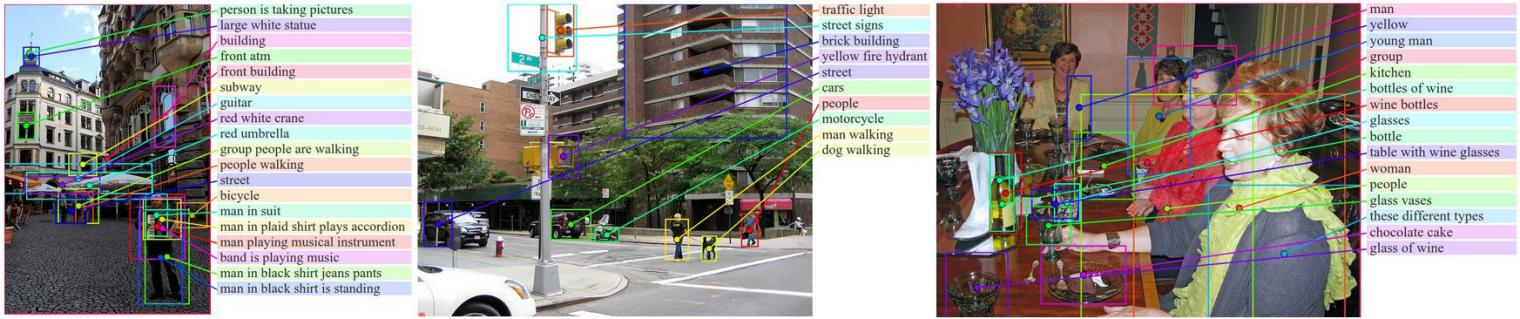 person is taking pictures
large white statue
building
front atm
front building
subway
guitar
red white crane
red umbrella
group people are walking
people walking
street
bicycle
man in suit
man in plaid shirt plays accordion
man playing musical instrument
band is playing music
man in black shirt jeans pants
man in black shirt is standing
2 AV
ONE WAY
traffic light
street signs
brick building
yellow fire hydrant
street
cars
people
motorcycle
man walking
dog walking
man
yellow
young man
group
kitchen
bottles of wine
wine bottles
glasses
bottle
table with wine glasses
woman
people
glass vases
these different types
chocolate cake
glass of wine